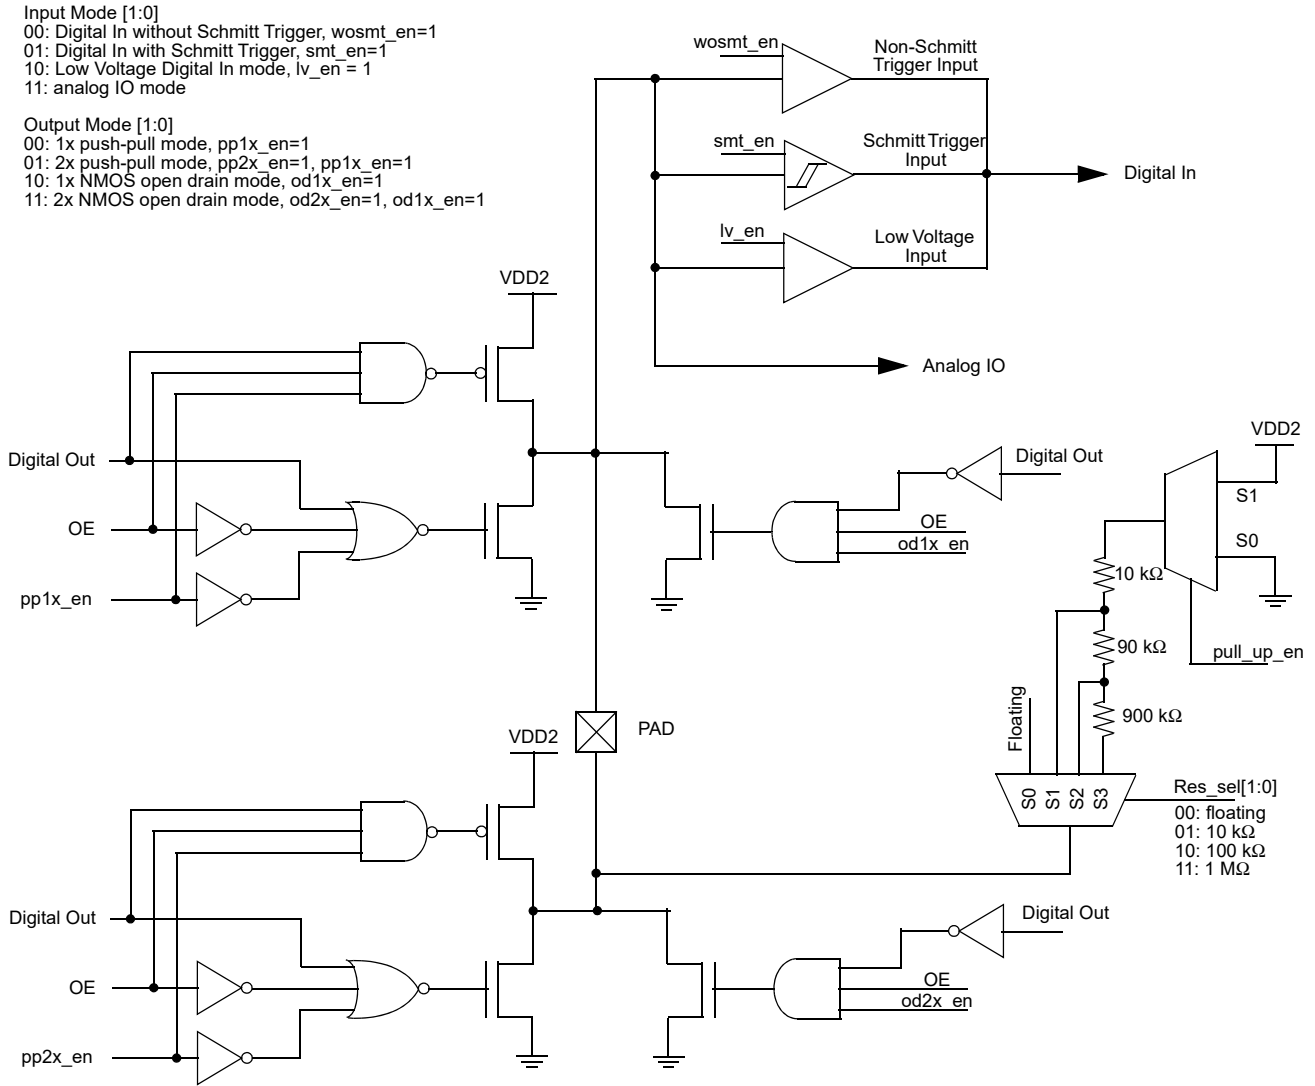 Input Mode [1:0]
00: Digital In without Schmitt Trigger, wosmt_en=1
01: Digital In with Schmitt Trigger, smt_en=1
10: Low Voltage Digital In mode, lv_en = 1
11: analog IO mode
Output Mode [1:0]
00: 1x push-pull mode, pp1x_en=1
01: 2x push-pull mode, pp2x_en=1, pp1x_en=1
10: 1x NMOS open drain mode, od1x_en=1
11: 2x NMOS open drain mode, od2x_en=1, od1x_en=1
wosmt_en
Non-Schmitt
Trigger Input
smt_en
Schmitt Trigger
Input
Digital In
lv_en
Low Voltage
Input
Analog IO
VDD2
Digital Out
OE
pp1x_en
Digital Out
OE
od1x_en
VDD2
S1
S0
10 kΩ
90 kΩ
pull_up_en
900 kΩ
Floating
S0
S1
S2
S3
Res_sel[1:0]
00: floating
01: 10 kΩ
10: 100 kΩ
11: 1 MΩ
PAD
VDD2
Digital Out
OE
pp2x_en
Digital Out
OE
od2x_en